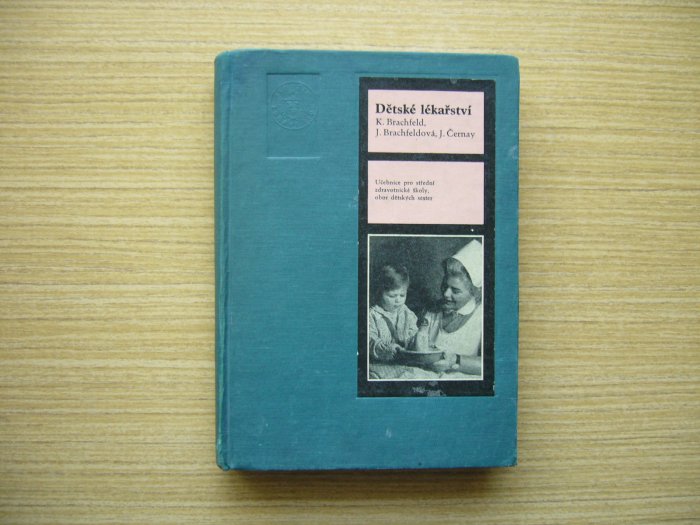 Dětské lékařství
K. Brachfeld,
J. Brachfeldová, J. Černay
Učebnice pro střední
zdravotnické školy,
obor dětských sester